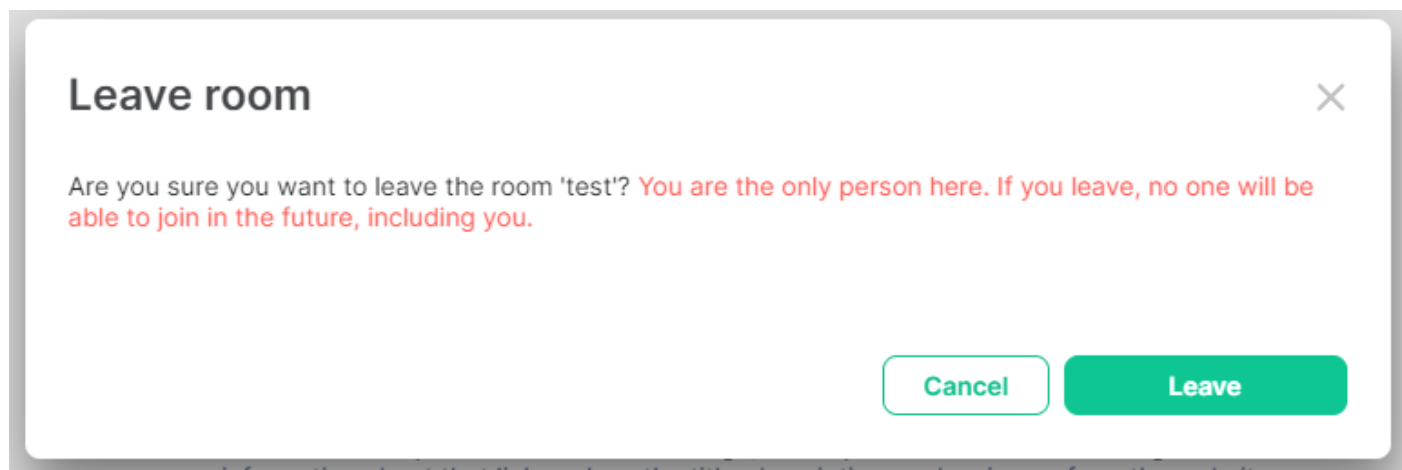 Leave room
Are you sure you want to leave the room 'test'? You are the only person here. If you leave, no one will be
able to join in the future, including you.
Cancel Leave